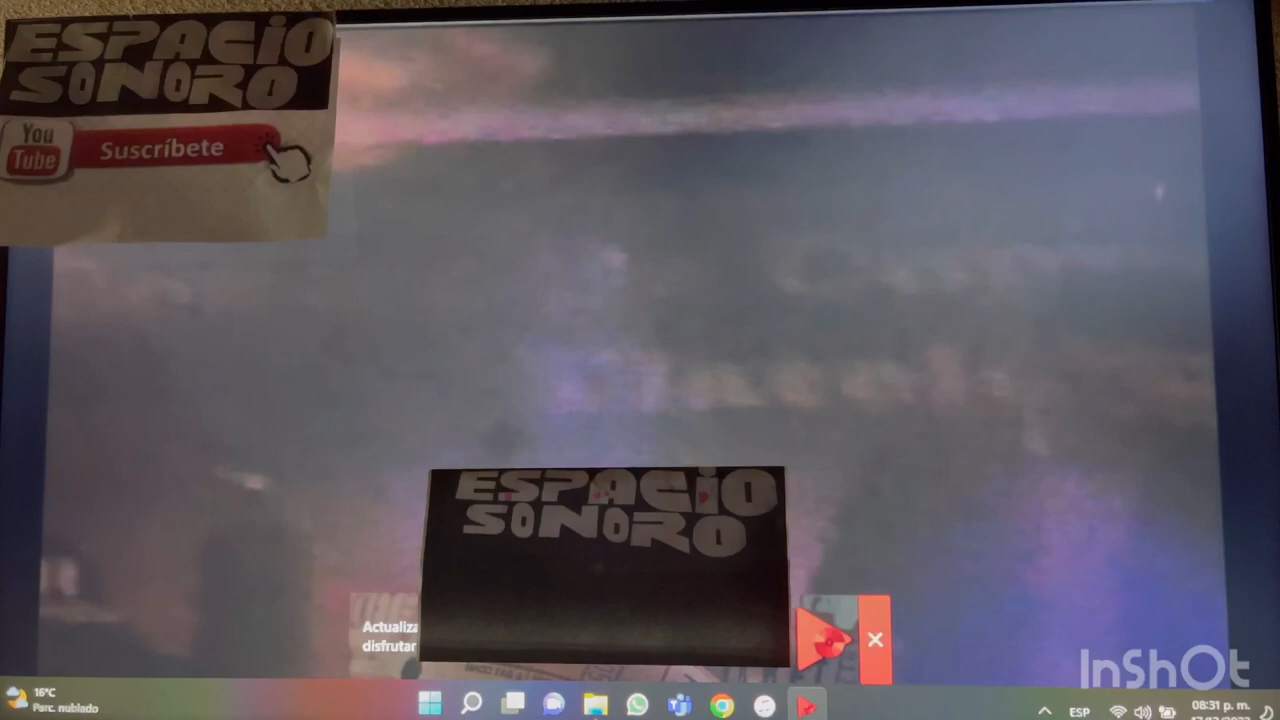 ESPACiO
SONORO
You
Tube
Suscríbete
ESPACiO
SONORO
Actualiza
disfrutar
InShOt
16°C
Parc. nublado
ESP
08:31 p. m.